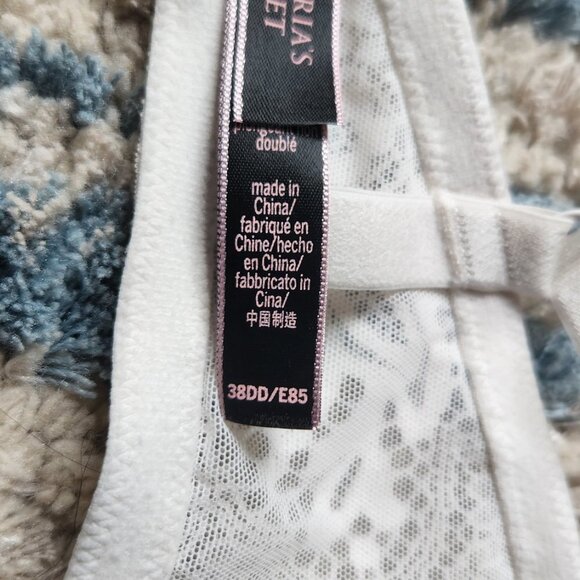 RIA'S
ET
doublé
made in
China/
fabriqué en
Chine/hecho
en China/
fabbricato in
Cina/
中国制造
38DD/E85